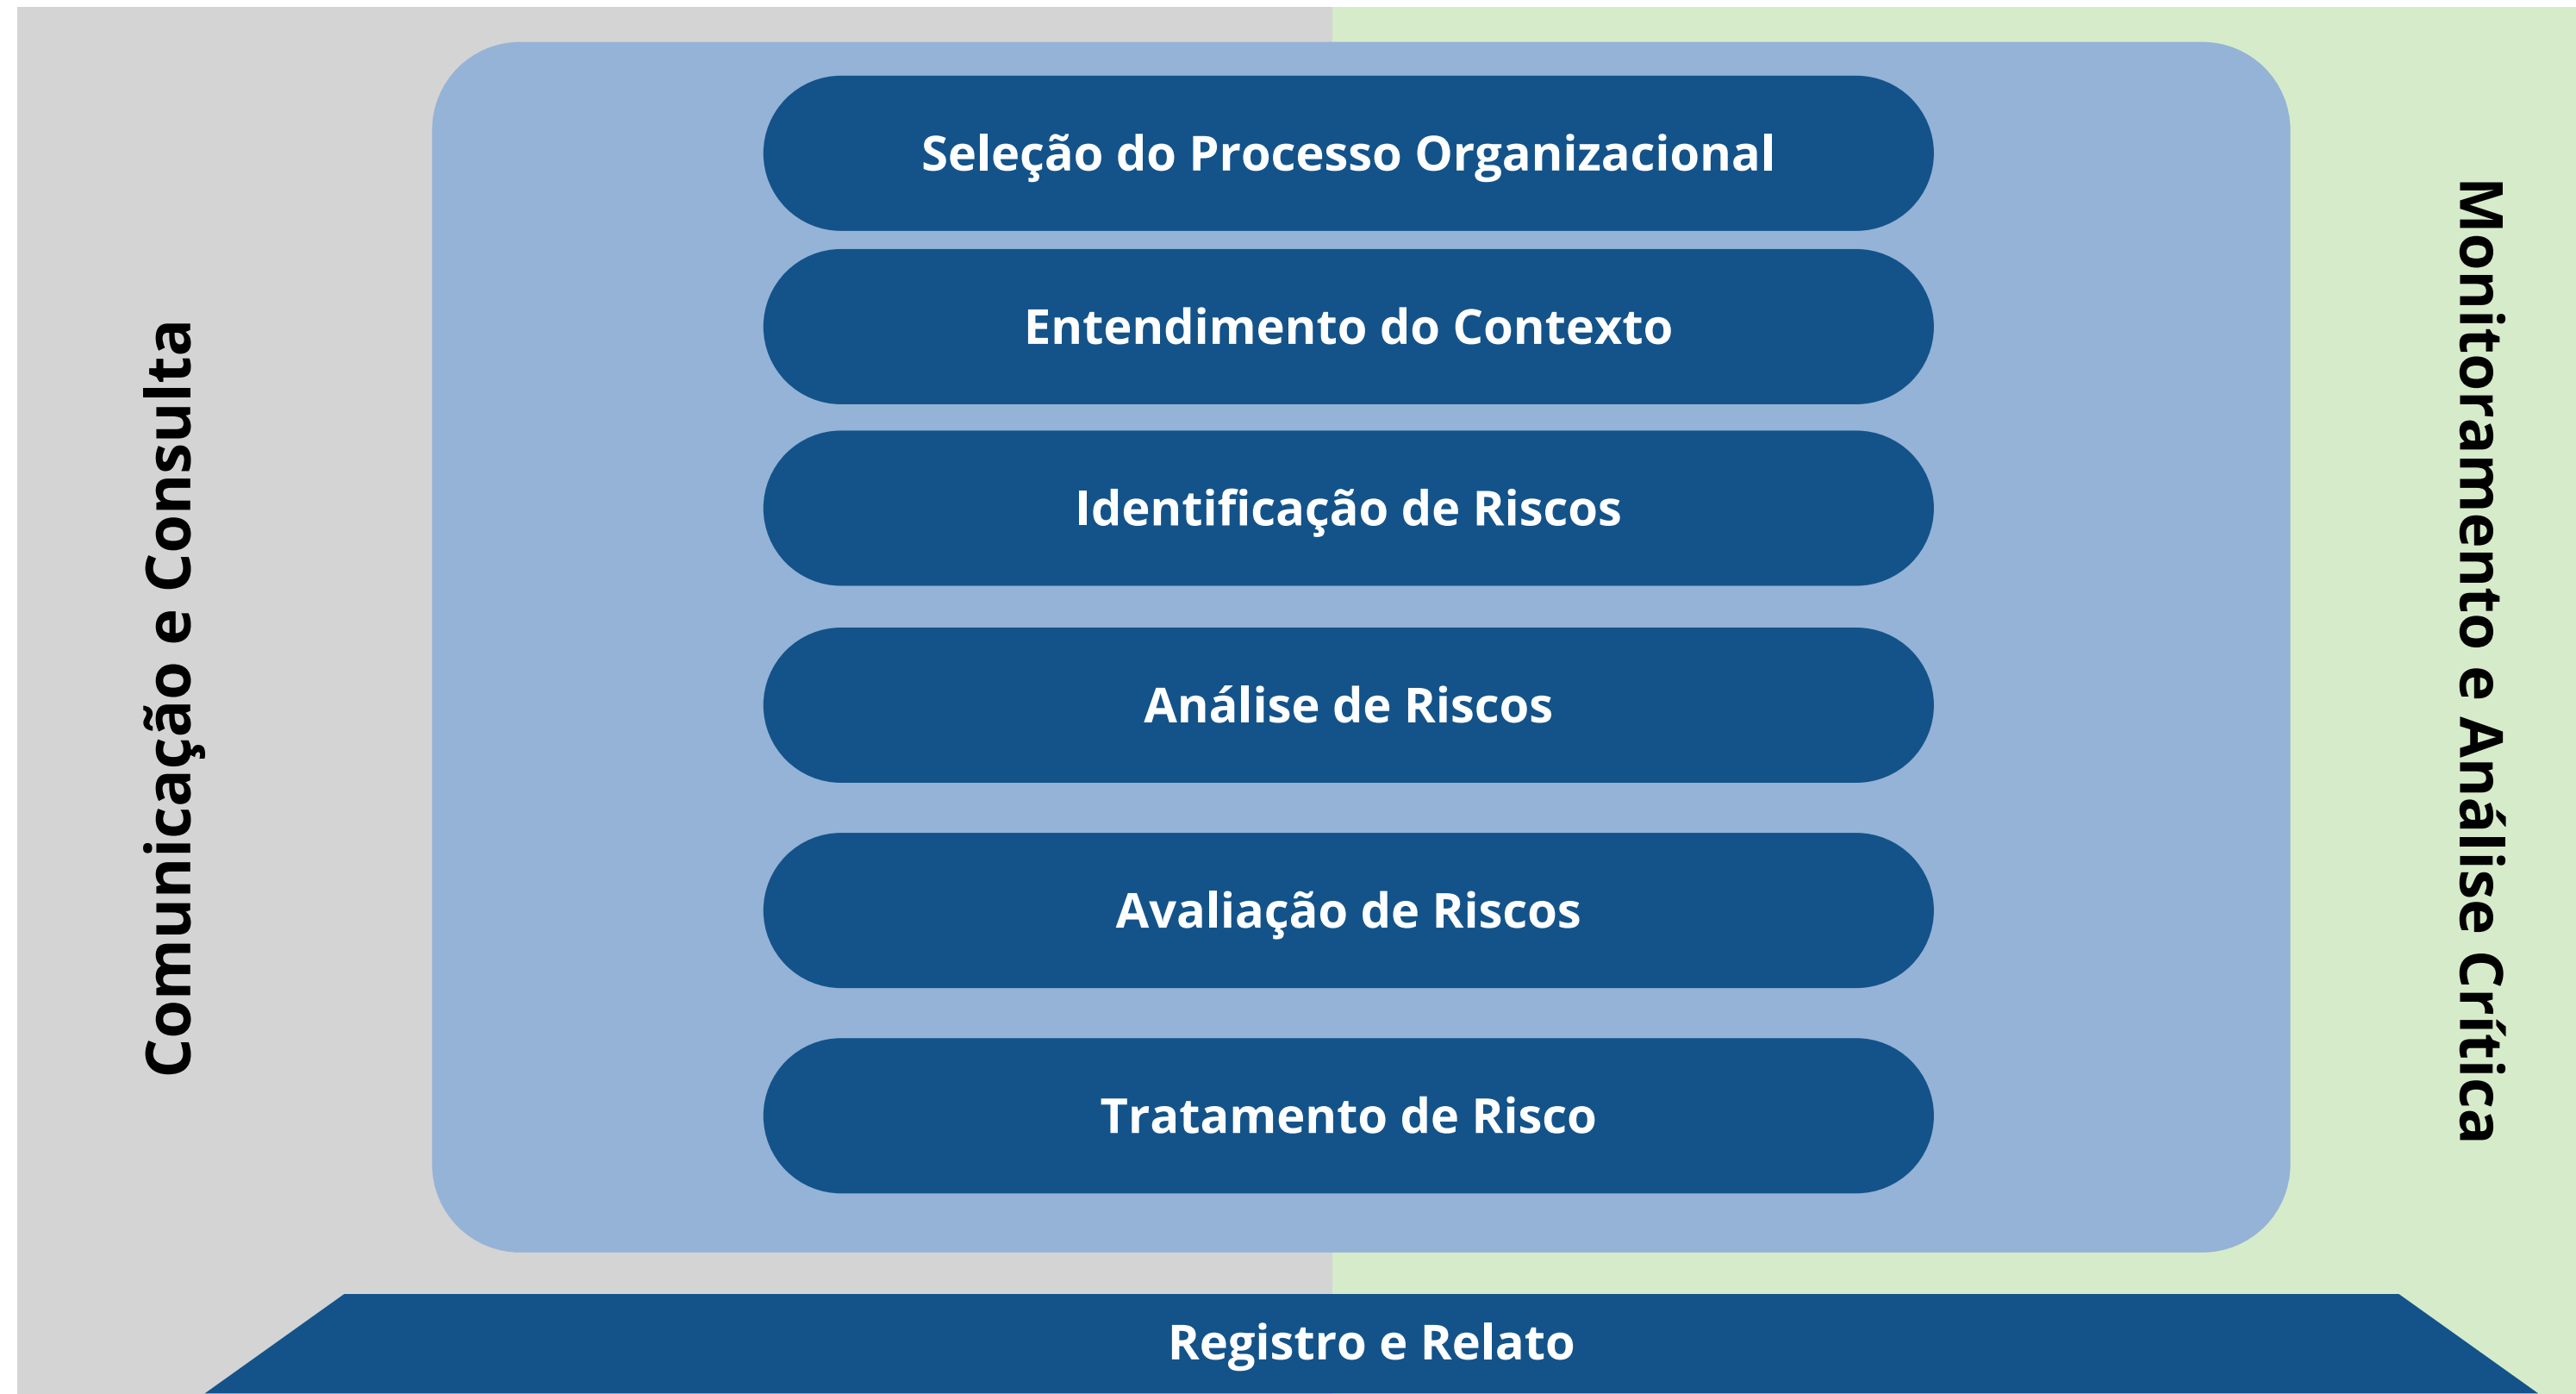 Comunicação e Consulta
Seleção do Processo Organizacional
Entendimento do Contexto
Identificação de Riscos
Análise de Riscos
Avaliação de Riscos
Tratamento de Risco
Monitoramento e Análise Crítica
Registro e Relato